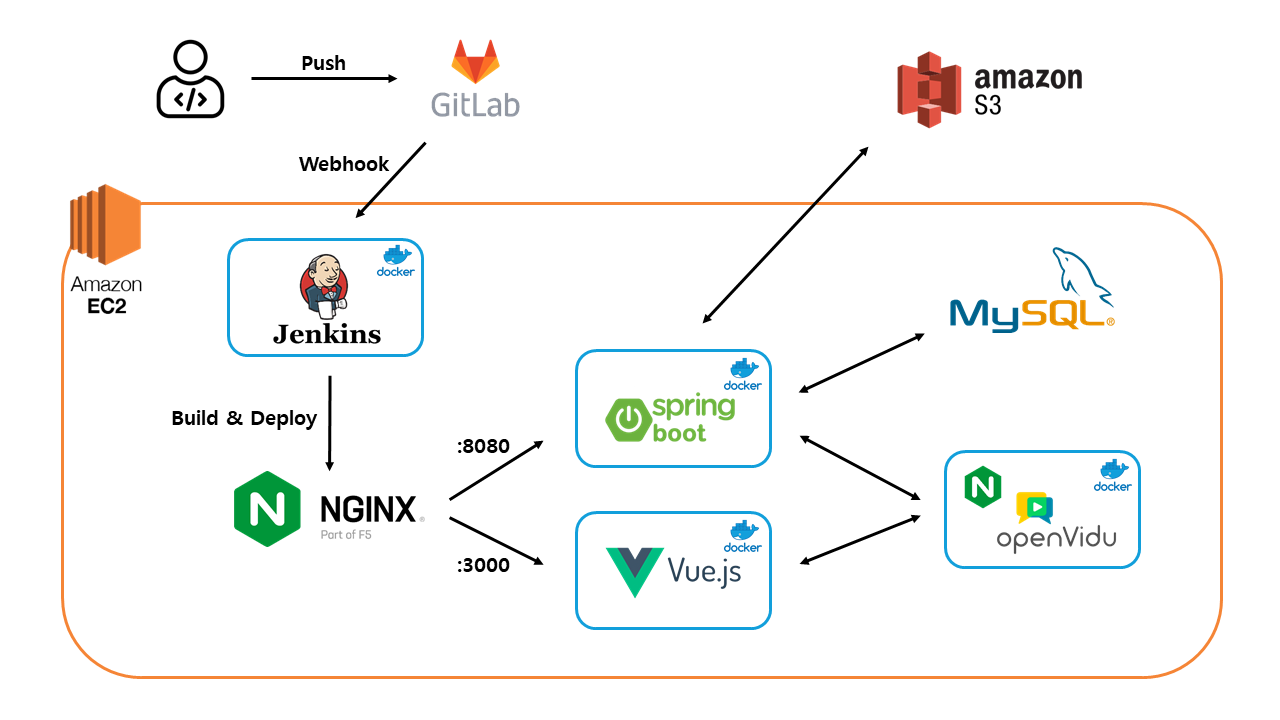 Push
GitLab
amazon
S3
Webhook
Amazon
EC2
docker
Jenkins
MySQL®
Build & Deploy
docker
spring
boot
:8080
NGINX®
Part of F5
docker
openVidu
docker
Vue.js
:3000